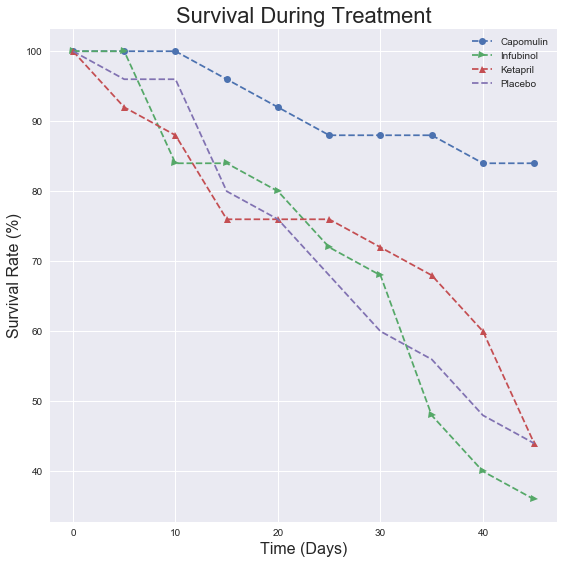 Survival During Treatment
Capomulin
Infubinol
Ketapril
Placebo
100
90
80
70
60
50
40
Survival Rate (%)
0 10 20 30 40
Time (Days)